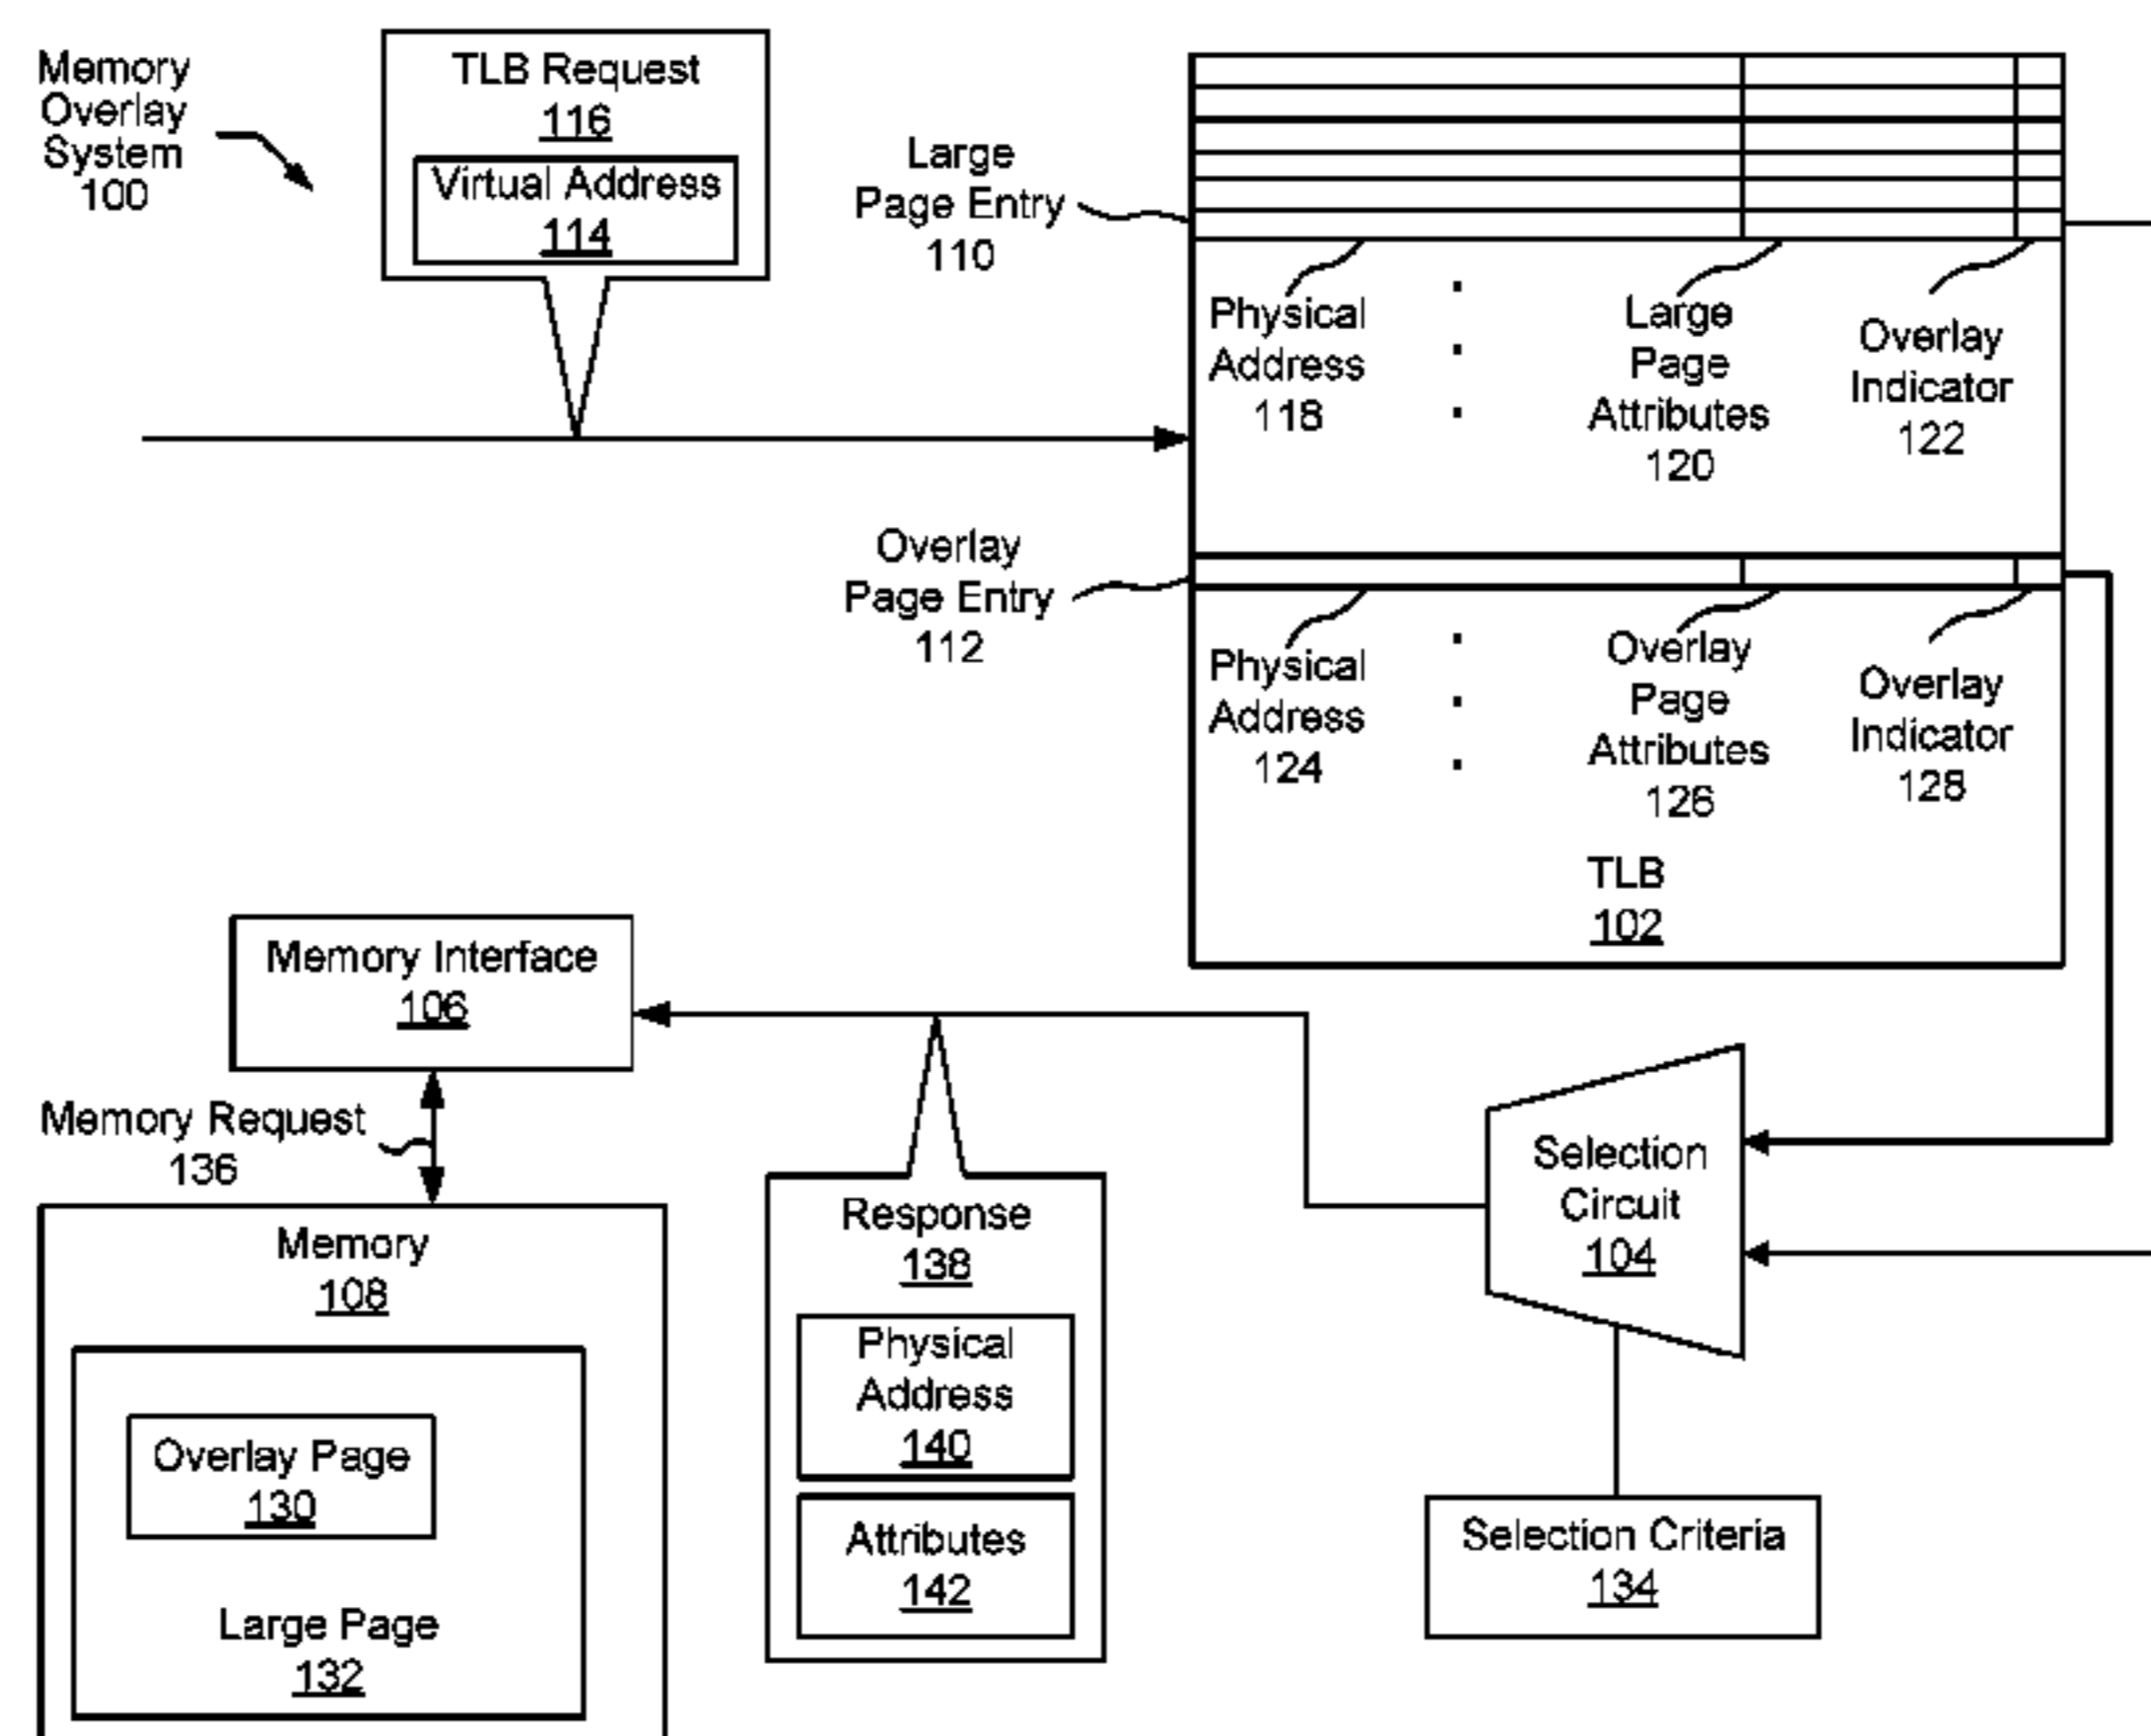 Memory
Overlay
System
100
TLB Request
116
Virtual Address
114
Large
Page Entry
110
Physical
Address
118
Large
Page
Attributes
120
Overlay
Indicator
122
Overlay
Page Entry
112
Physical
Address
124
Overlay
Page
Attributes
126
Overlay
Indicator
128
TLB
102
Memory Interface
106
Memory Request
136
Memory
108
Overlay Page
130
Large Page
132
Response
138
Physical
Address
140
Attributes
142
Selection
Circuit
104
Selection Criteria
134